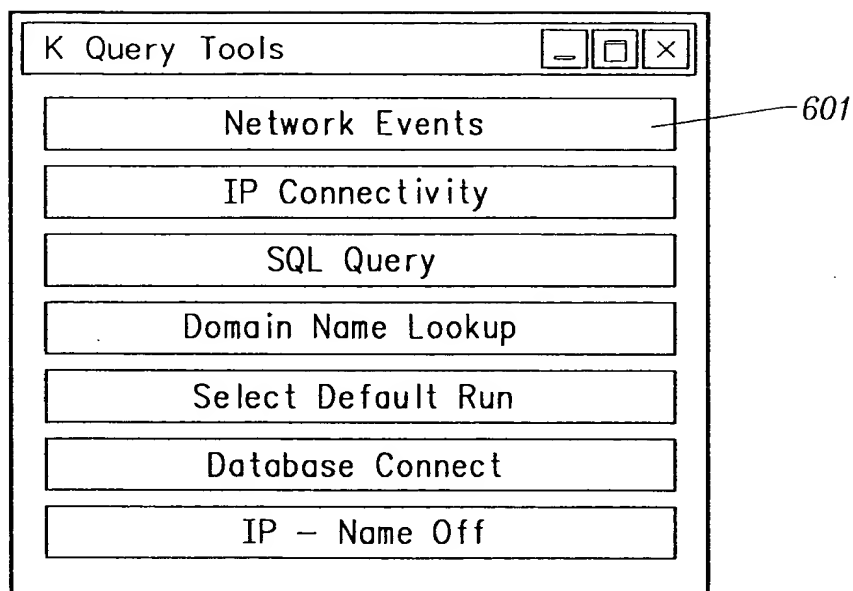 K Query Tools
Network Events
601
IP Connectivity
SQL Query
Domain Name Lookup
Select Default Run
Database Connect
IP – Name Off